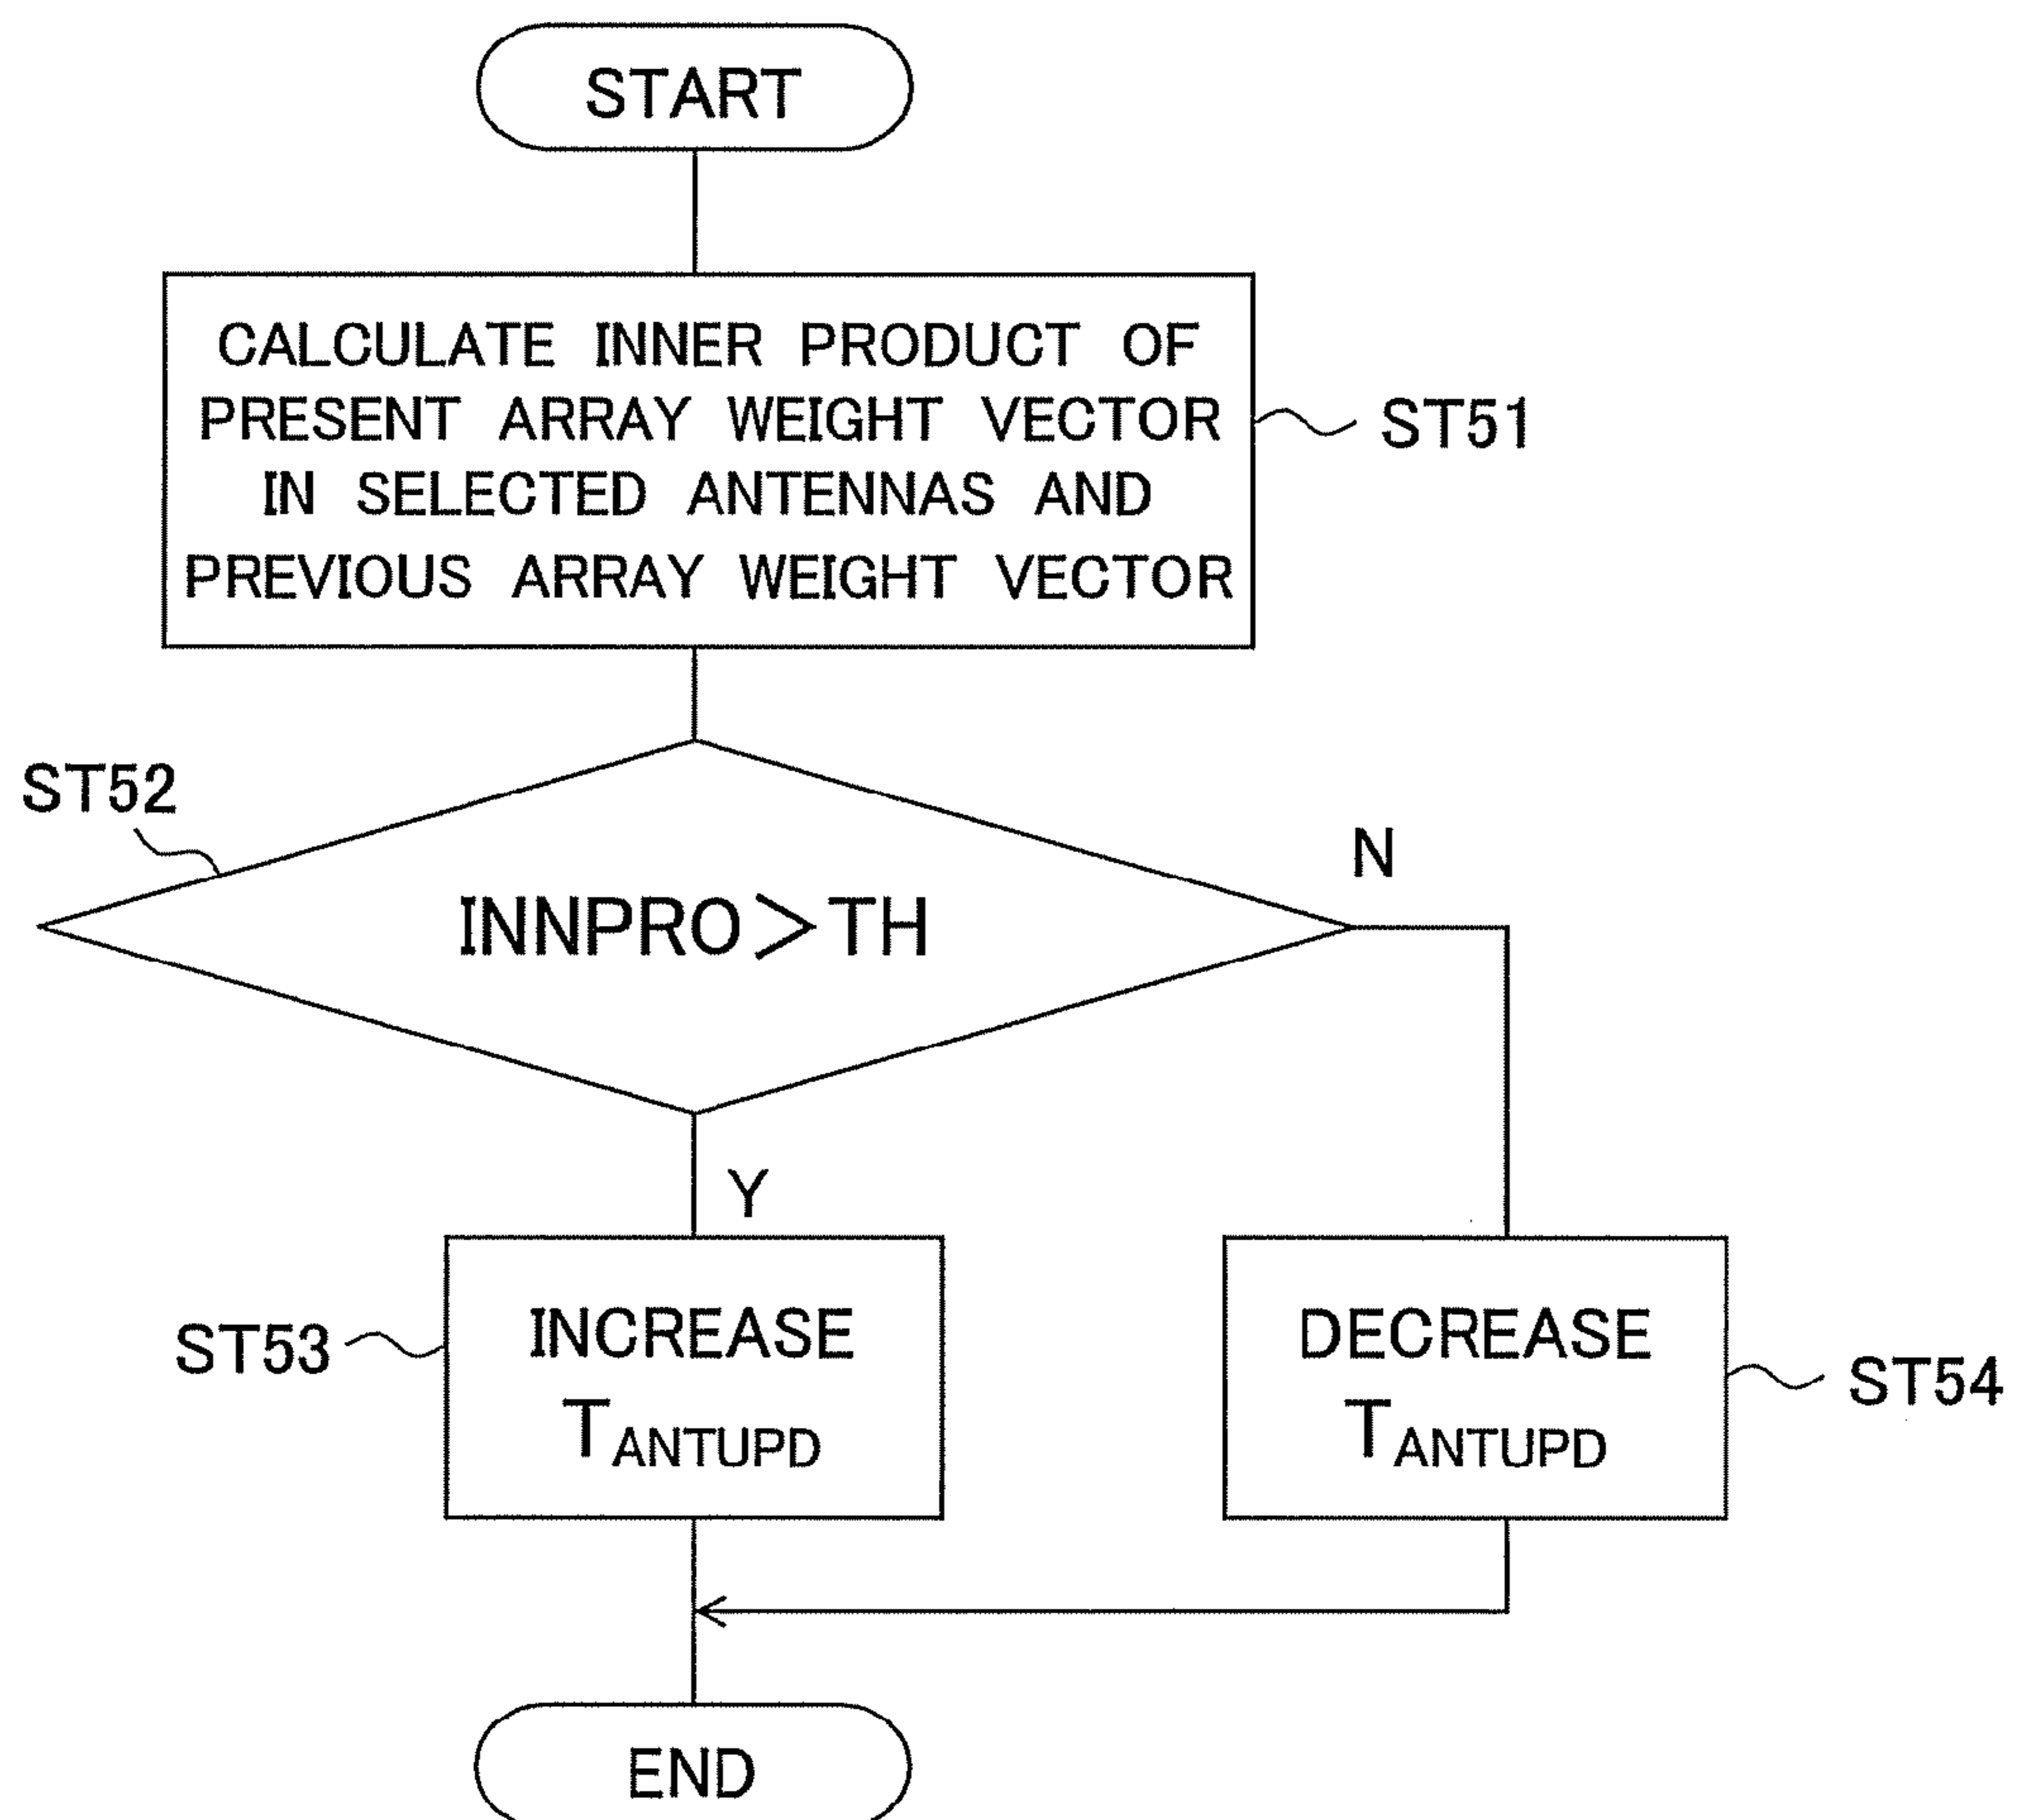 START
CALCULATE INNER PRODUCT OF
PRESENT ARRAY WEIGHT VECTOR
IN SELECTED ANTENNAS AND
PREVIOUS ARRAY WEIGHT VECTOR
ST51
ST52
INNPRO>TH
N
Y
ST53
INCREASE
TANTUPD
DECREASE
TANTUPD
ST54
END